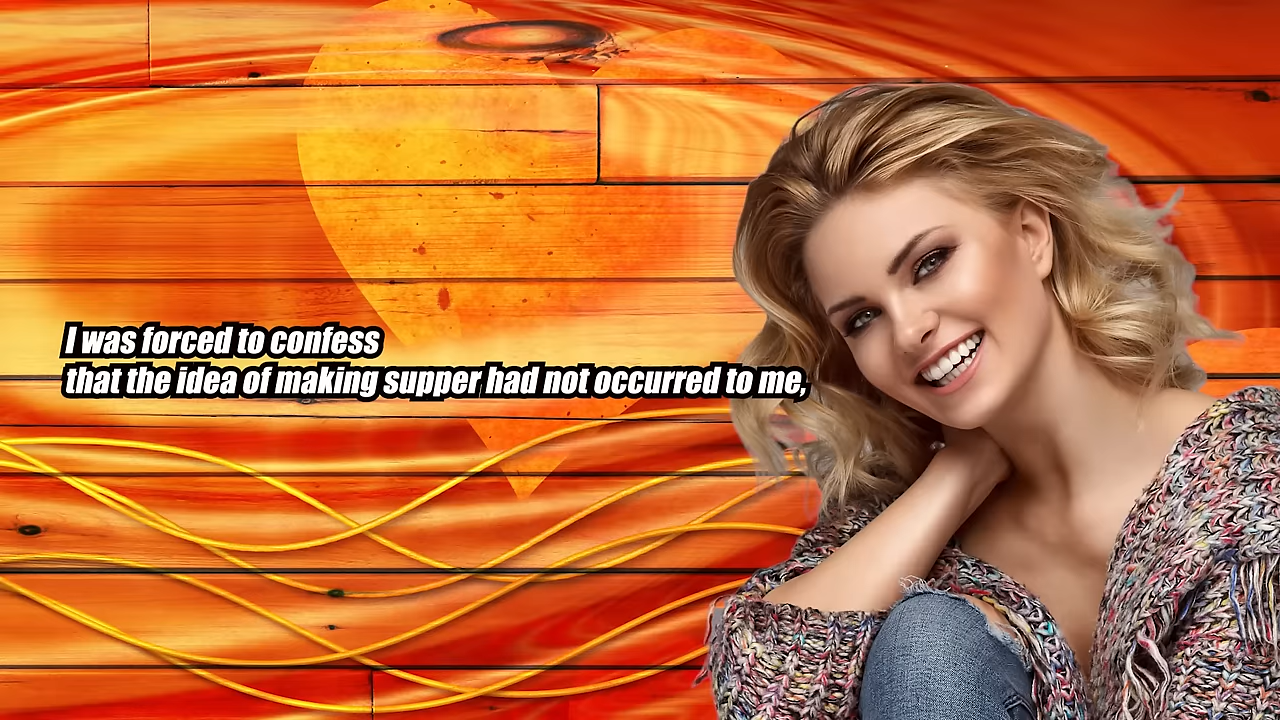 I was forced to confess
that the idea of making supper had not occurred to me,